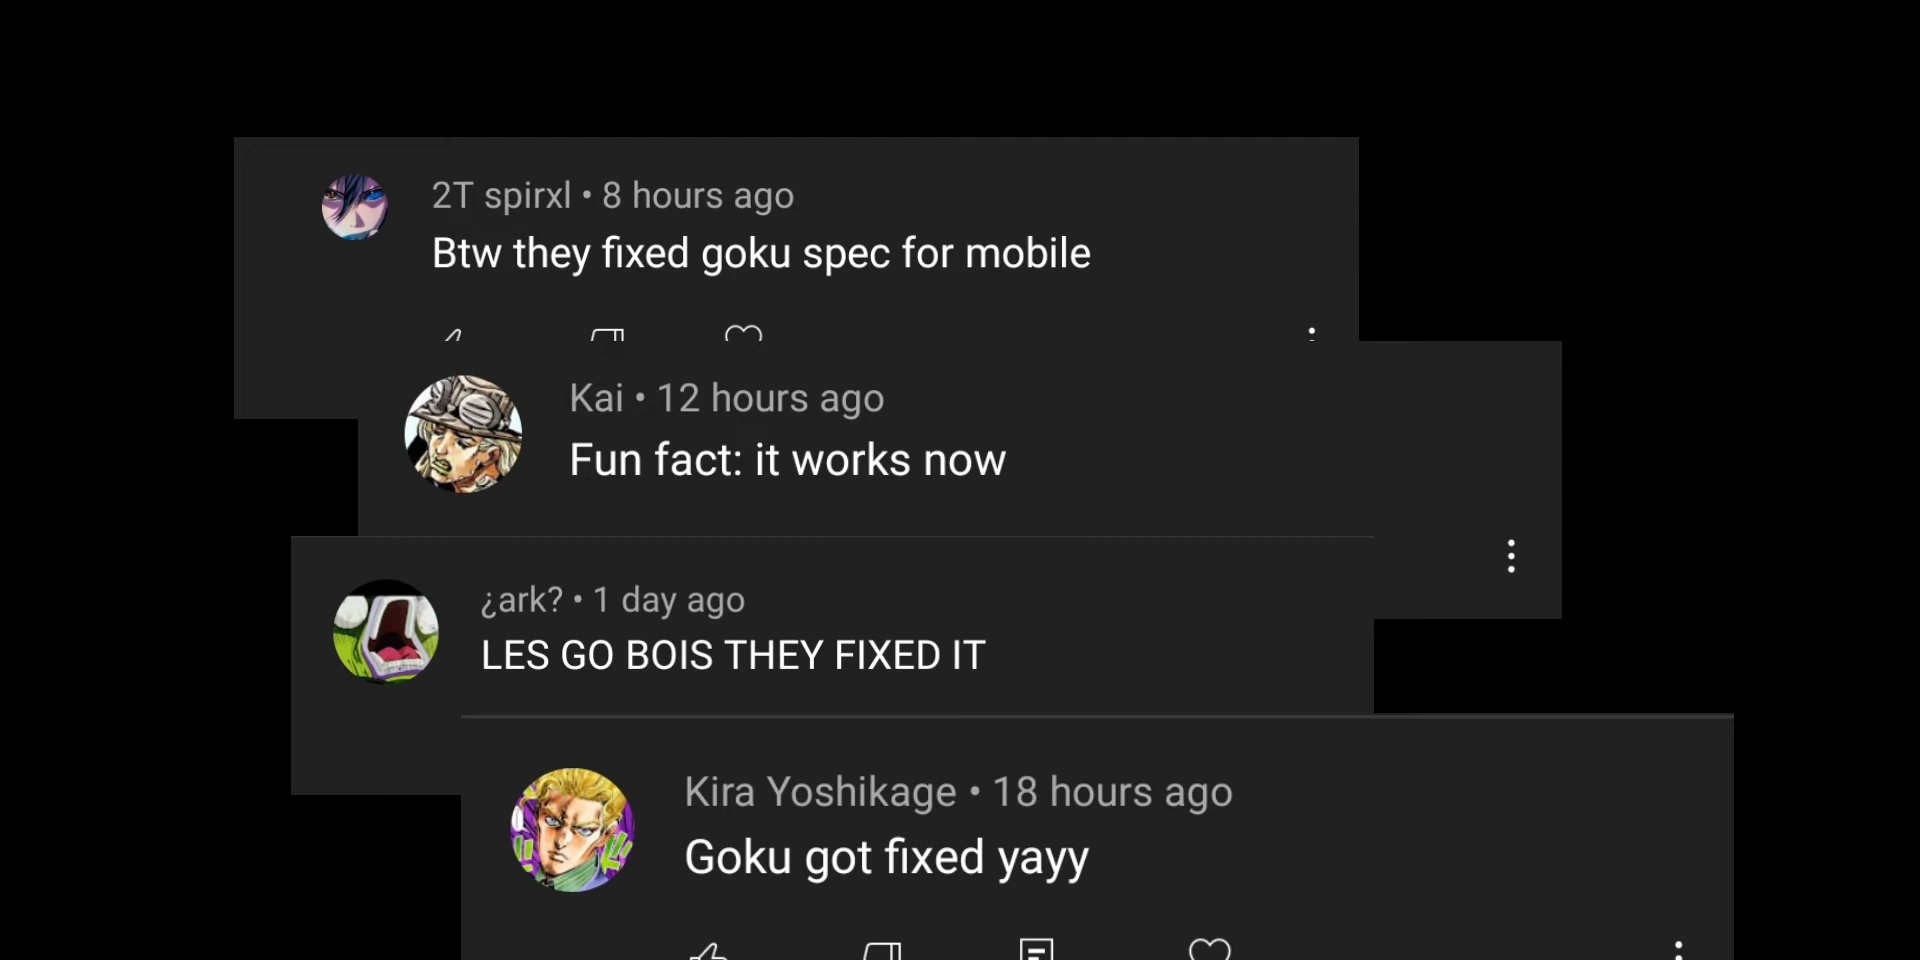 2T spirxl • 8 hours ago
Btw they fixed goku spec for mobile
Kai • 12 hours ago
Fun fact: it works now
¿ark? • 1 day ago
LES GO BOIS THEY FIXED IT
Kira Yoshikage • 18 hours ago
Goku got fixed yayy